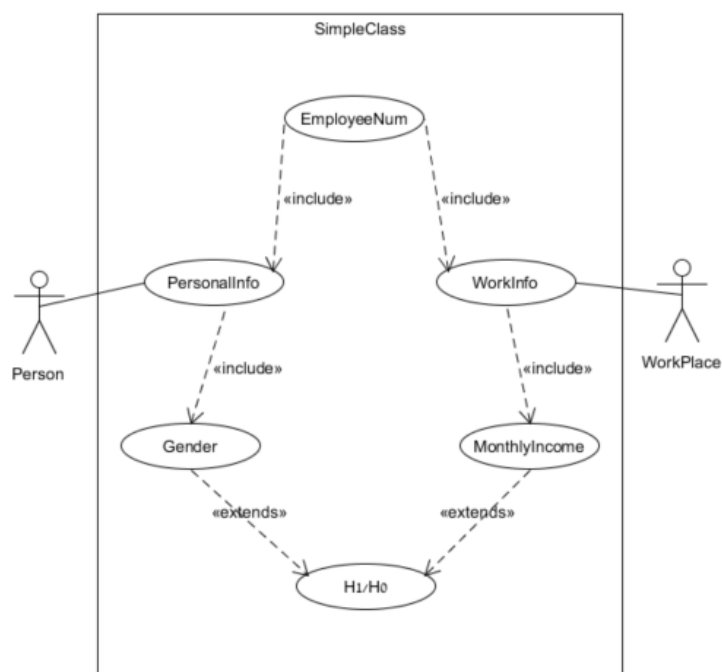 SimpleClass
EmployeeNum
«include»
«include»
PersonalInfo
WorkInfo
Person
WorkPlace
«include»
«include»
Gender
MonthlyIncome
«extends»
«extends»
H1/H0